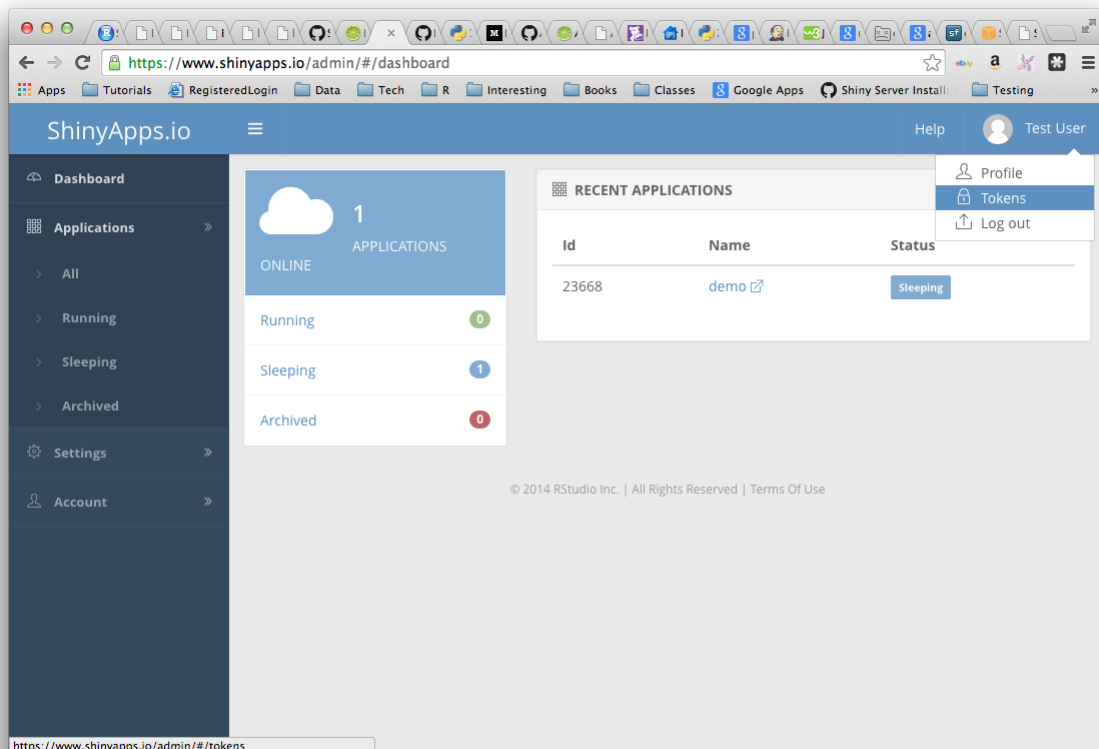 https://www.shinyapps.io/admin/#/dashboard
Apps Tutorials RegisteredLogin Data Tech R Interesting Books Classes Google Apps Shiny Server Install: Testing »
ShinyApps.io Help Test User
Profile
Tokens
Log out
Dashboard
Applications
All
Running
Sleeping
Archived
Settings
Account
1
APPLICATIONS
ONLINE
Running 0
Sleeping 1
Archived 0
RECENT APPLICATIONS
Id Name Status
23668 demo Sleeping
© 2014 RStudio Inc. | All Rights Reserved | Terms Of Use
https://www.shinyapps.io/admin/#/tokens